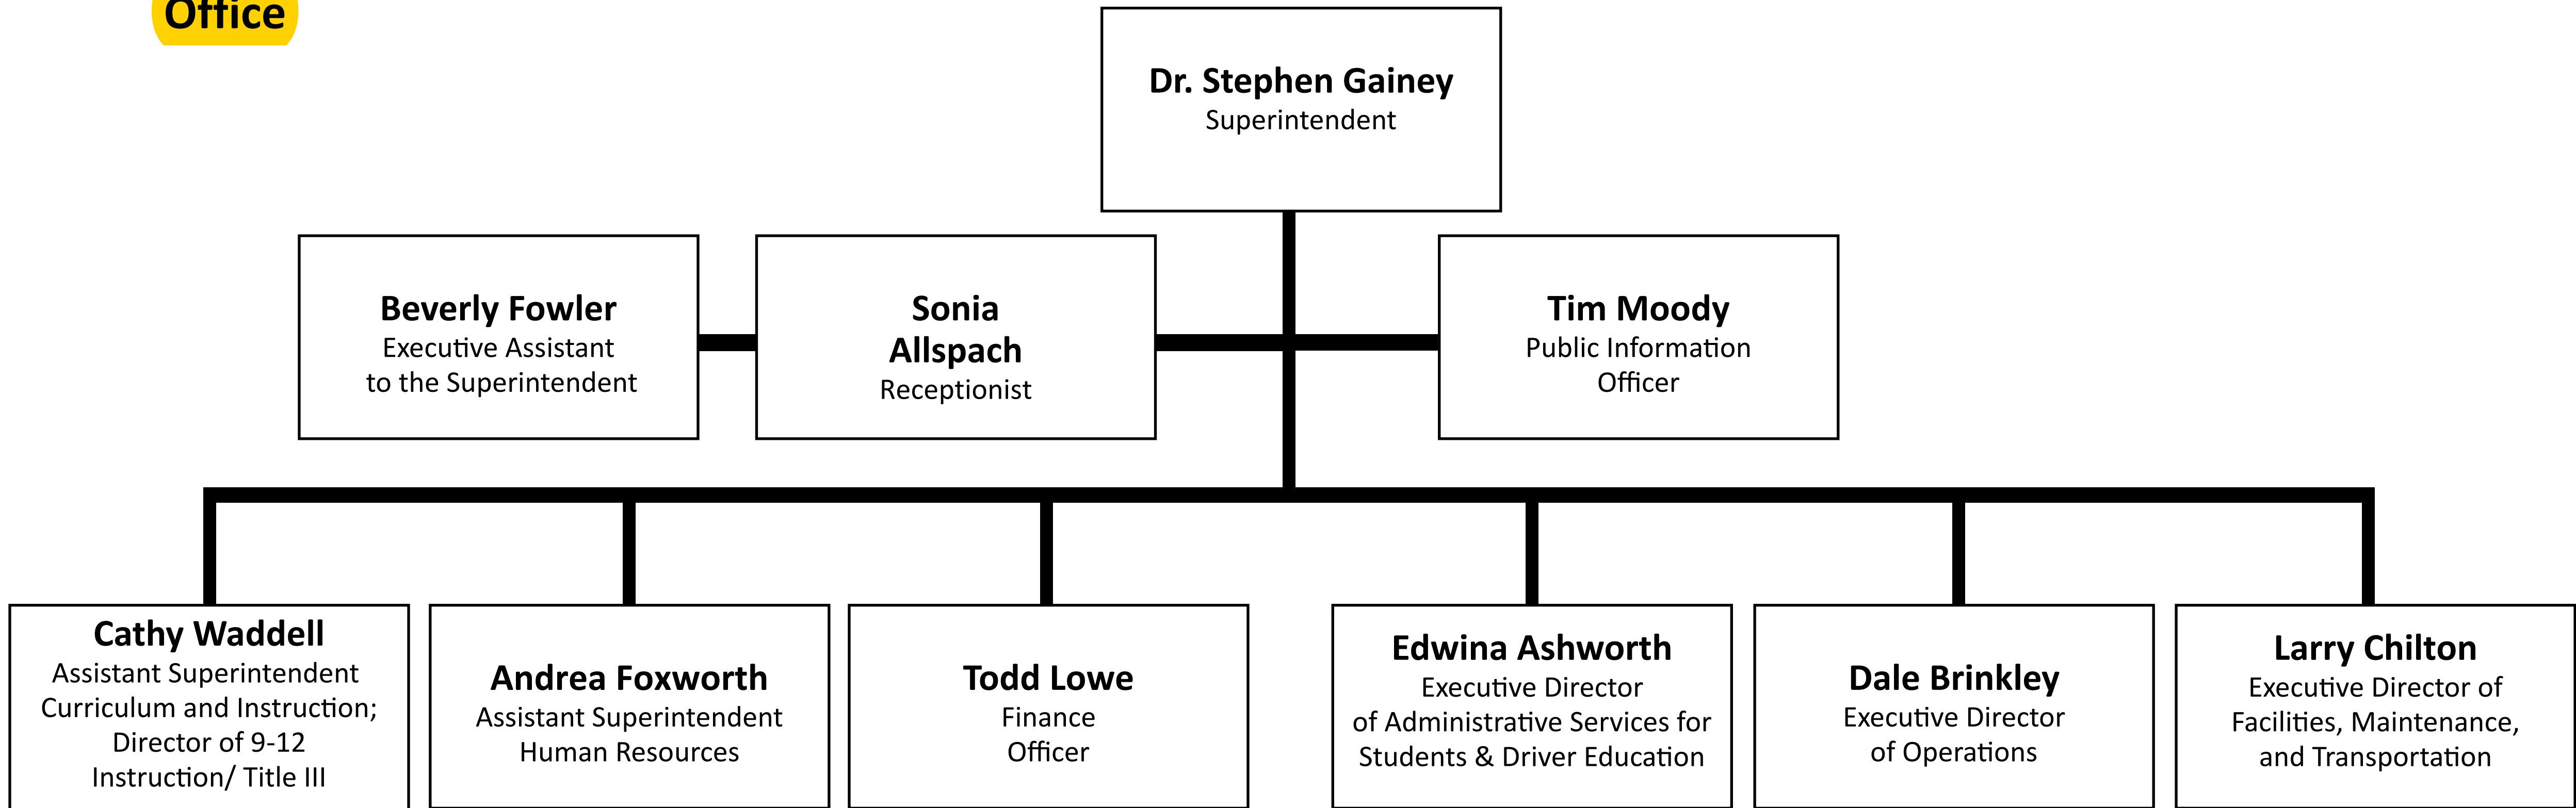 Office
Dr. Stephen Gainey
Superintendent
Beverly Fowler
Executive Assistant
to the Superintendent
Sonia
Allspach
Receptionist
Tim Moody
Public Information
Officer
Cathy Waddell
Assistant Superintendent
Curriculum and Instruction;
Director of 9-12
Instruction/ Title III
Andrea Foxworth
Assistant Superintendent
Human Resources
Todd Lowe
Finance
Officer
Edwina Ashworth
Executive Director
of Administrative Services for
Students & Driver Education
Dale Brinkley
Executive Director
of Operations
Larry Chilton
Executive Director of
Facilities, Maintenance,
and Transportation